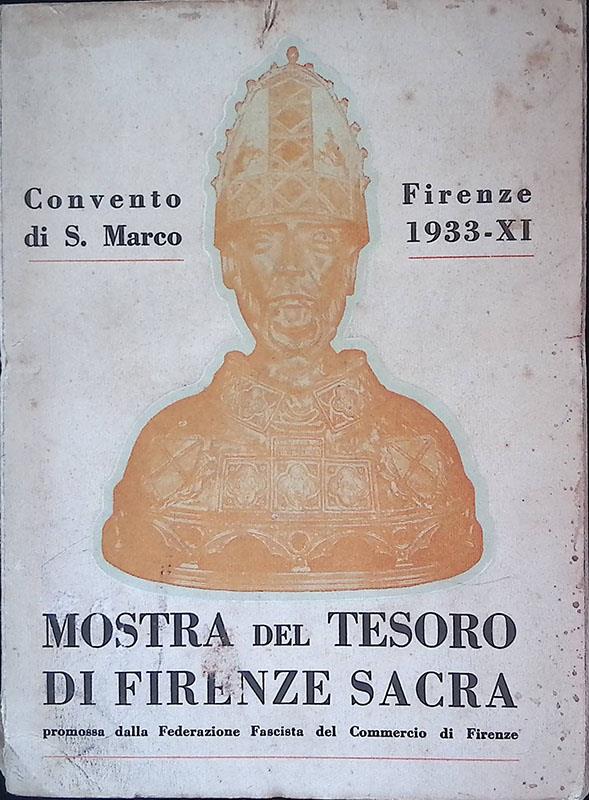 Convento
di S. Marco
Firenze
1933-XI
MOSTRA DEL TESORO
DI FIRENZE SACRA
promossa dalla Federazione Fascista del Commercio di Firenze